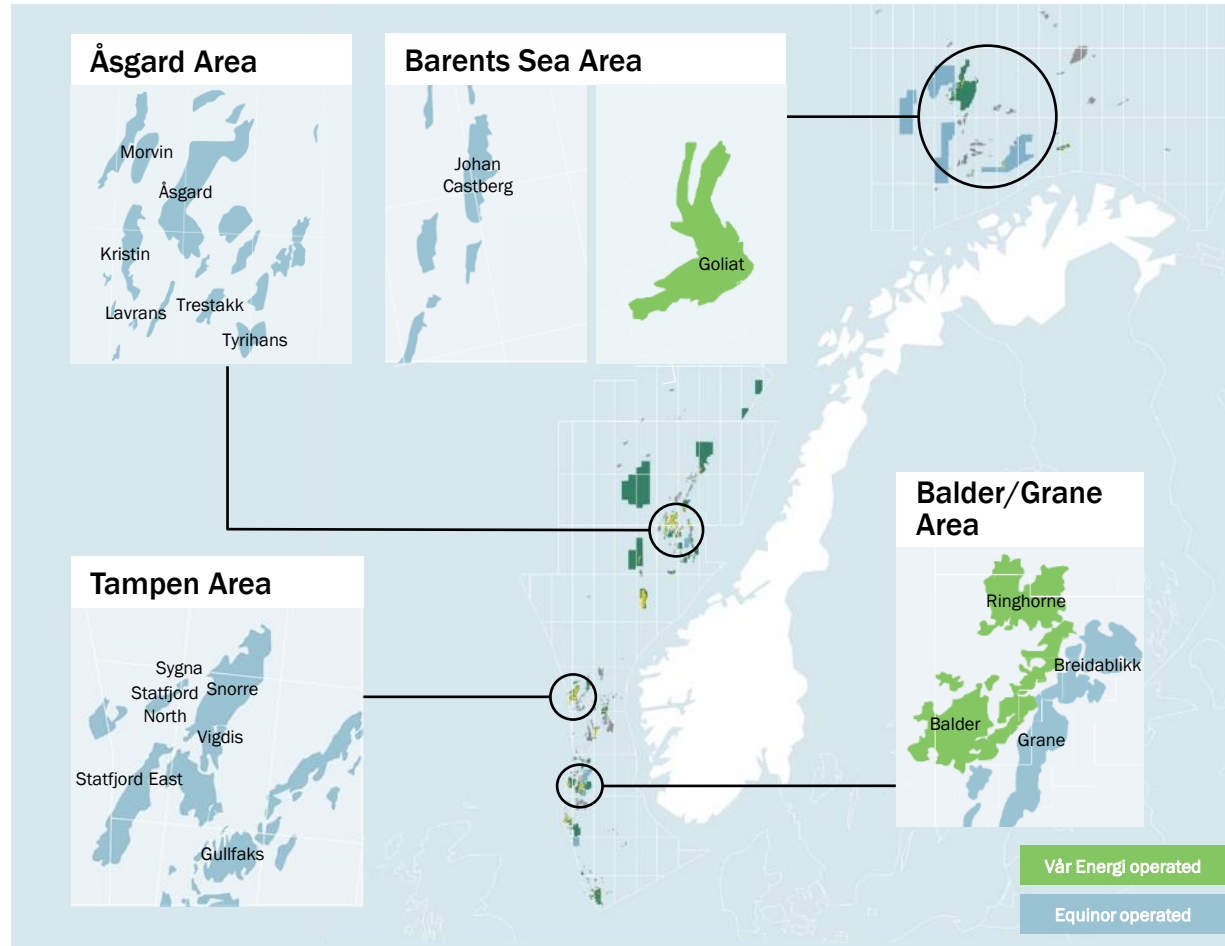 Åsgard Area
Morvin
Åsgard
Kristin
Lavrans
Trestakk
Tyrihans
Barents Sea Area
Johan
Castberg
Goliat
Tampen Area
Sygna
Statfjord
North
Snorre
Vigdis
Statfjord East
Gullfaks
Balder/Grane
Area
Ringhorne
Breidablikk
Balder
Grane
Vår Energi operated
Equinor operated